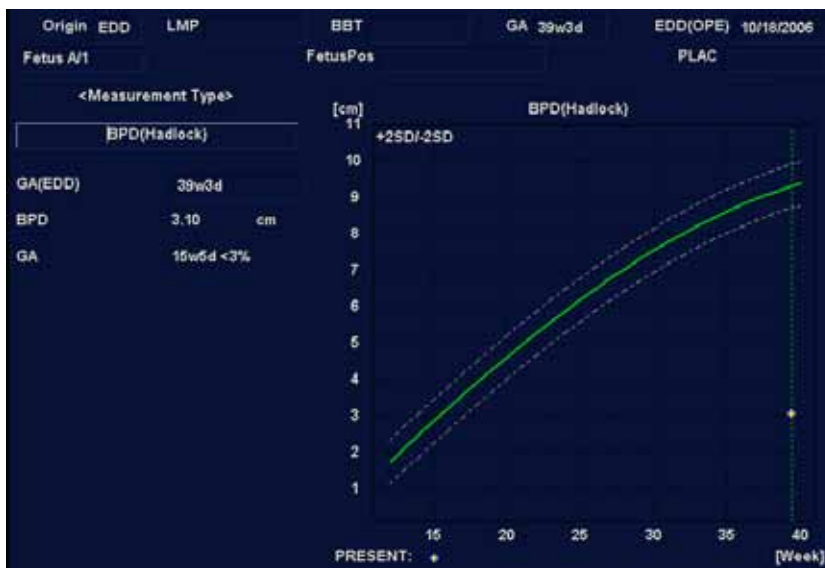 Origin EDD LMP BBT GA 39w3d EDD(OPE) 10/18/2006
Fetus A/1 FetusPos PLAC
<Measurement Type>
BPD(Hadlock)
GA(EDD) 39w3d
BPD 3.10 cm
GA 15w5d <3%
[cm] BPD(Hadlock)
11
+2SD/-2SD
10
9
8
7
6
5
4
3
2
1
15 20 25 30 35 40
PRESENT: [Week]